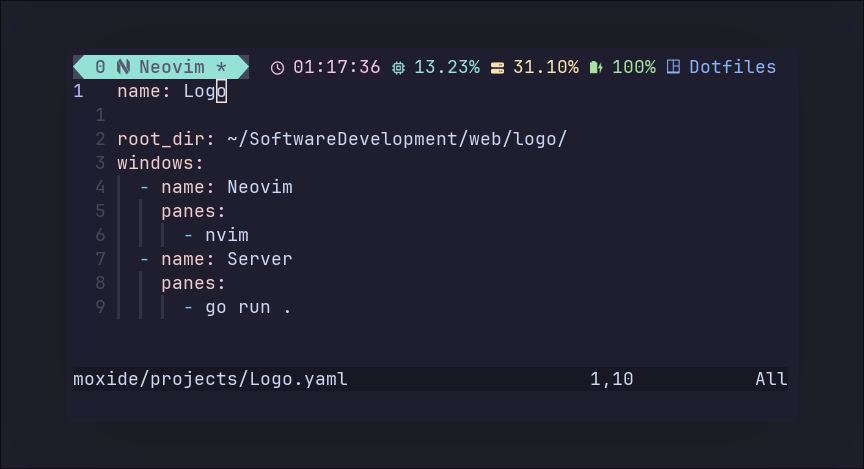 0 Neovim * 01:17:36 13.23% 31.10% 100% Dotfiles
1 name: Logo
1
2 root_dir: ~/SoftwareDevelopment/web/logo/
3 windows:
4 - name: Neovim
5 panes:
6 - nvim
7 - name: Server
8 panes:
9 - go run .
moxide/projects/Logo.yaml 1,10 All